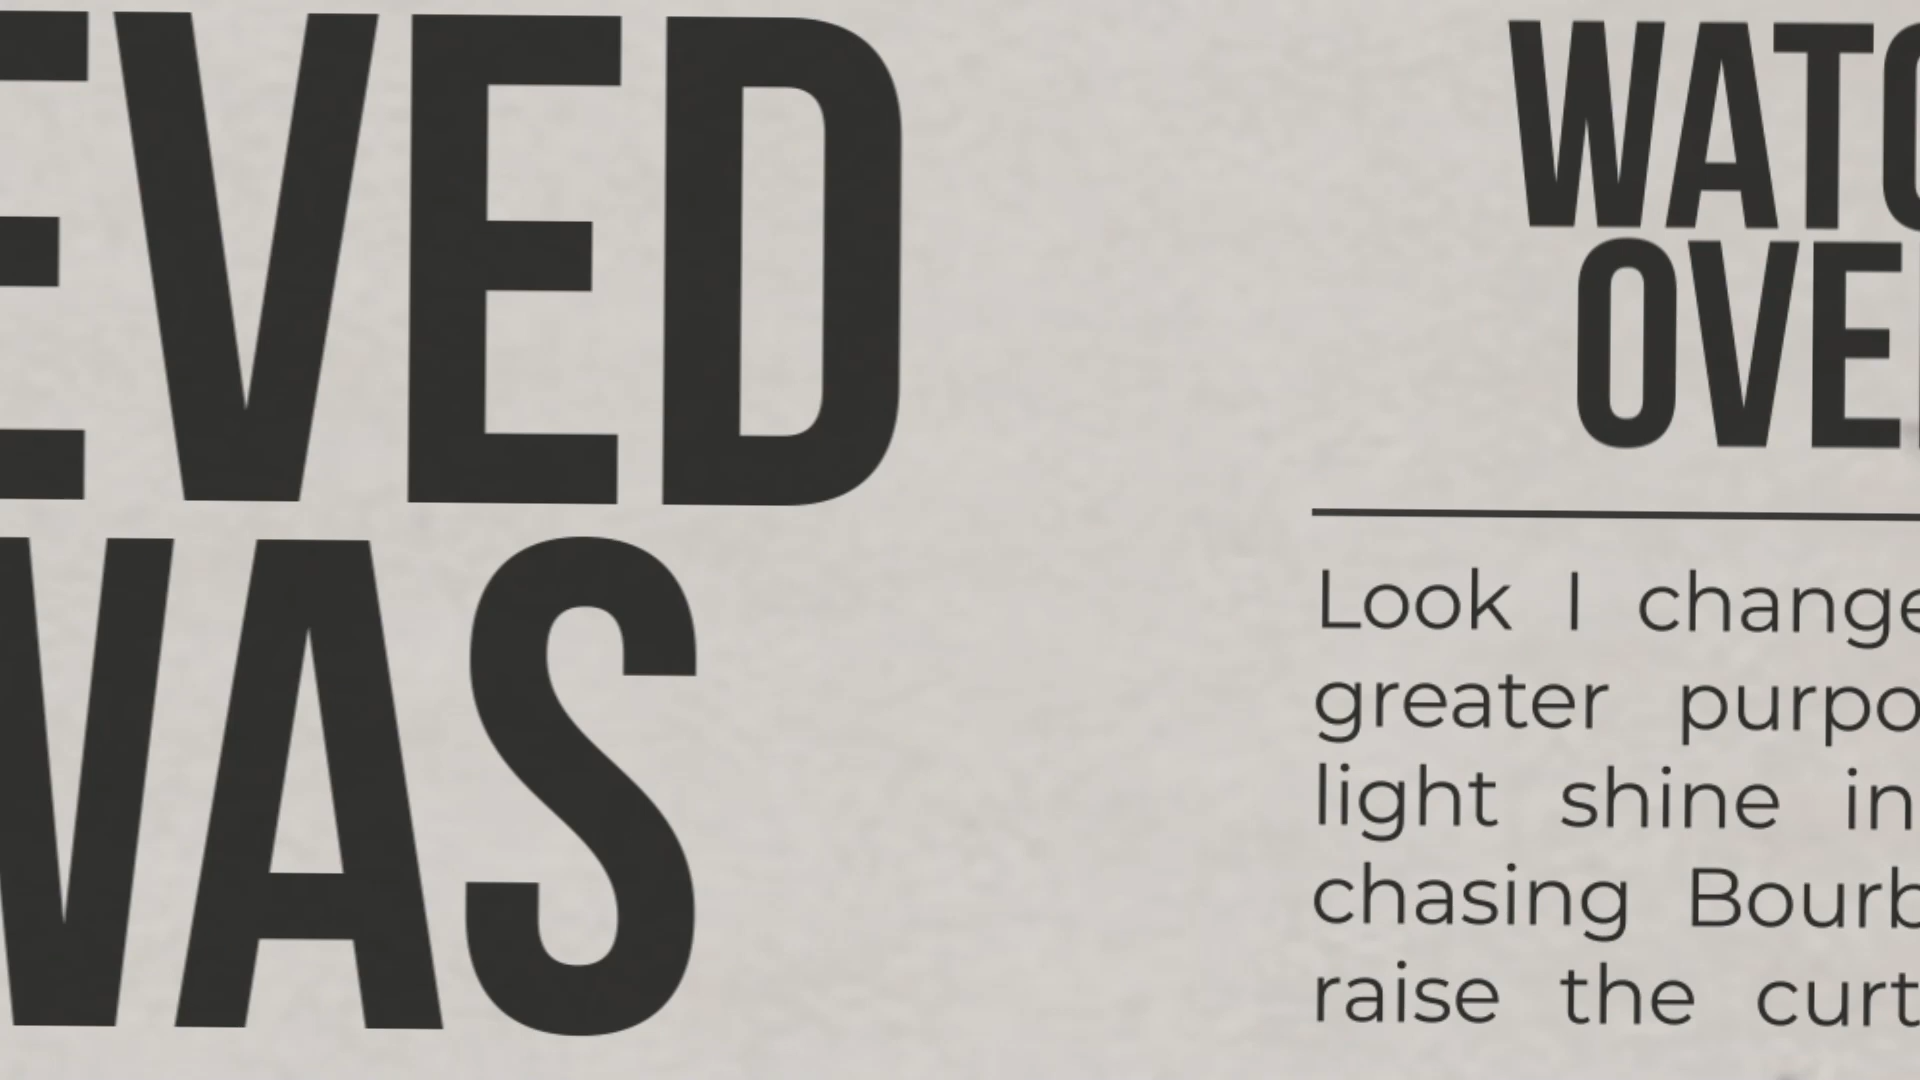 EVED
WAS
WATC
OVE
Look I change
greater purpo
light shine in
chasing Bourb
raise the curt